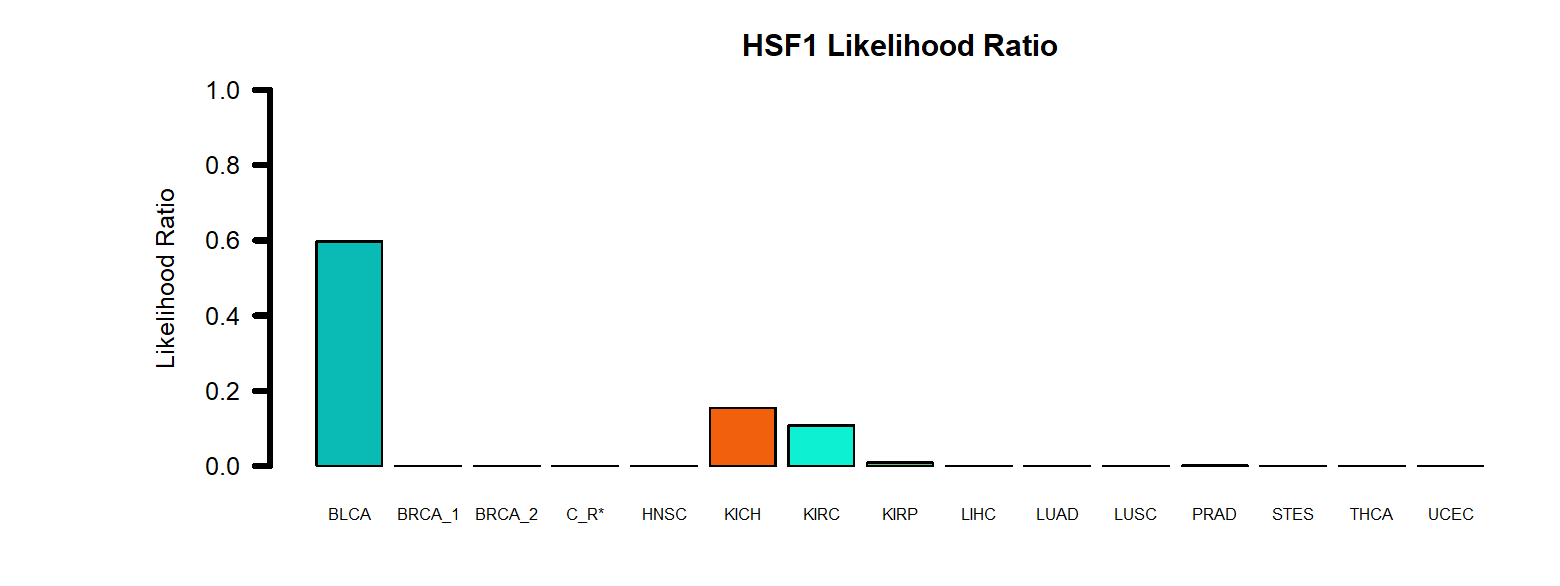 HSF1 Likelihood Ratio
Likelihood Ratio
1.0
0.8
0.6
0.4
0.2
0.0
BLCA BRCA_1 BRCA_2 C_R* HNSC KICH KIRC KIRP LIHC LUAD LUSC PRAD STES THCA UCEC